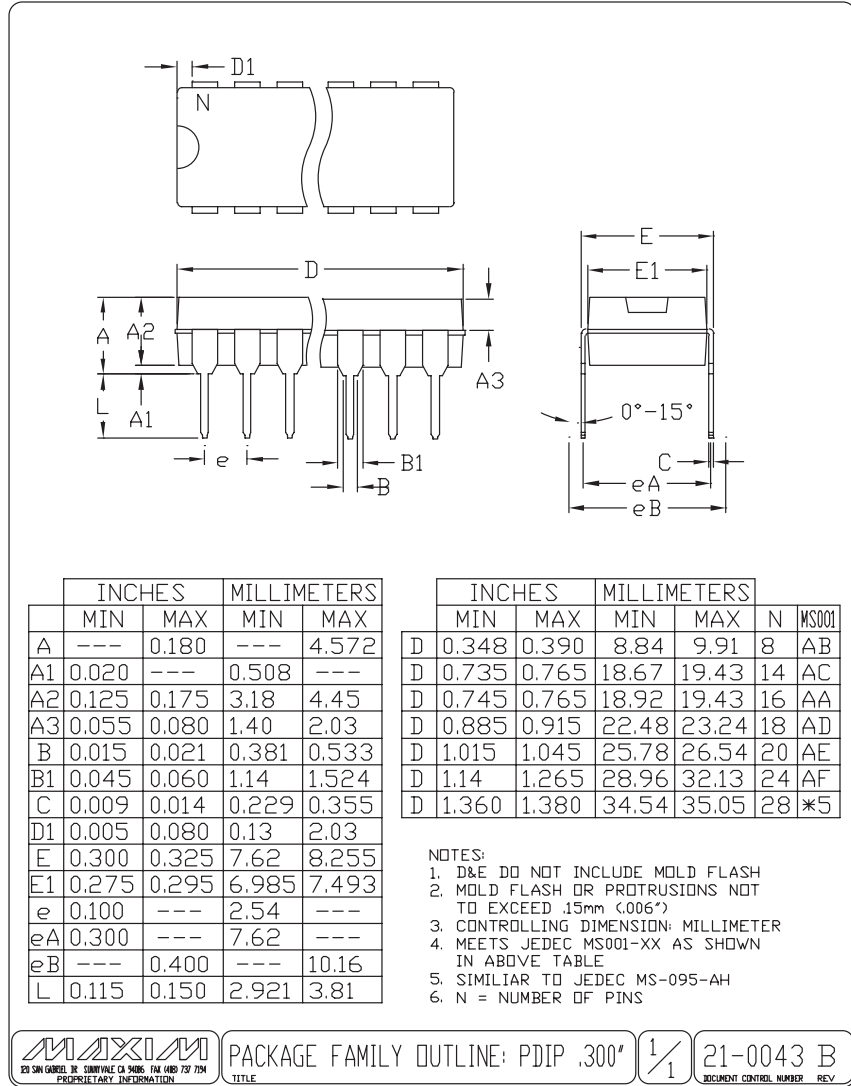 D1
N
D
E
E1
A
A2
A3
L
A1
0°-15°
e
B1
B
C
eA
eB
INCHES MILLIMETERS
MIN MAX MIN MAX
A --- 0.180 --- 4.572
A1 0.020 --- 0.508 ---
A2 0.125 0.175 3.18 4.45
A3 0.055 0.080 1.40 2.03
B 0.015 0.021 0.381 0.533
B1 0.045 0.060 1.14 1.524
C 0.009 0.014 0.229 0.355
D1 0.005 0.080 0.13 2.03
E 0.300 0.325 7.62 8.255
E1 0.275 0.295 6.985 7.493
e 0.100 --- 2.54 ---
eA 0.300 --- 7.62 ---
eB --- 0.400 --- 10.16
L 0.115 0.150 2.921 3.81
INCHES MILLIMETERS
MIN MAX MIN MAX N MS001
D 0.348 0.390 8.84 9.91 8 AB
D 0.735 0.765 18.67 19.43 14 AC
D 0.745 0.765 18.92 19.43 16 AA
D 0.885 0.915 22.48 23.24 18 AD
D 1.015 1.045 25.78 26.54 20 AE
D 1.14 1.265 28.96 32.13 24 AF
D 1.360 1.380 34.54 35.05 28 *5
NOTES:
1. D&E DO NOT INCLUDE MOLD FLASH
2. MOLD FLASH OR PROTRUSIONS NOT
TO EXCEED .15mm (.006")
3. CONTROLLING DIMENSION: MILLIMETER
4. MEETS JEDEC MS001-XX AS SHOWN
IN ABOVE TABLE
5. SIMILIAR TO JEDEC MS-095-AH
6. N = NUMBER OF PINS
MAXIM
120 SAN GABRIEL DR SUNNYVALE CA 94086 FAX (408) 737 7194
PROPRIETARY INFORMATION
PACKAGE FAMILY OUTLINE: PDIP .300"
TITLE
1/1
21-0043 B
DOCUMENT CONTROL NUMBER REV